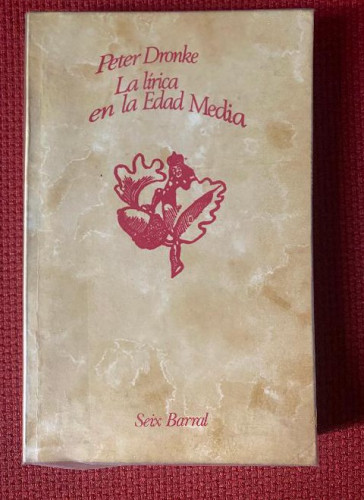 Peter Dronke
La lírica
en la Edad Media
Seix Barral